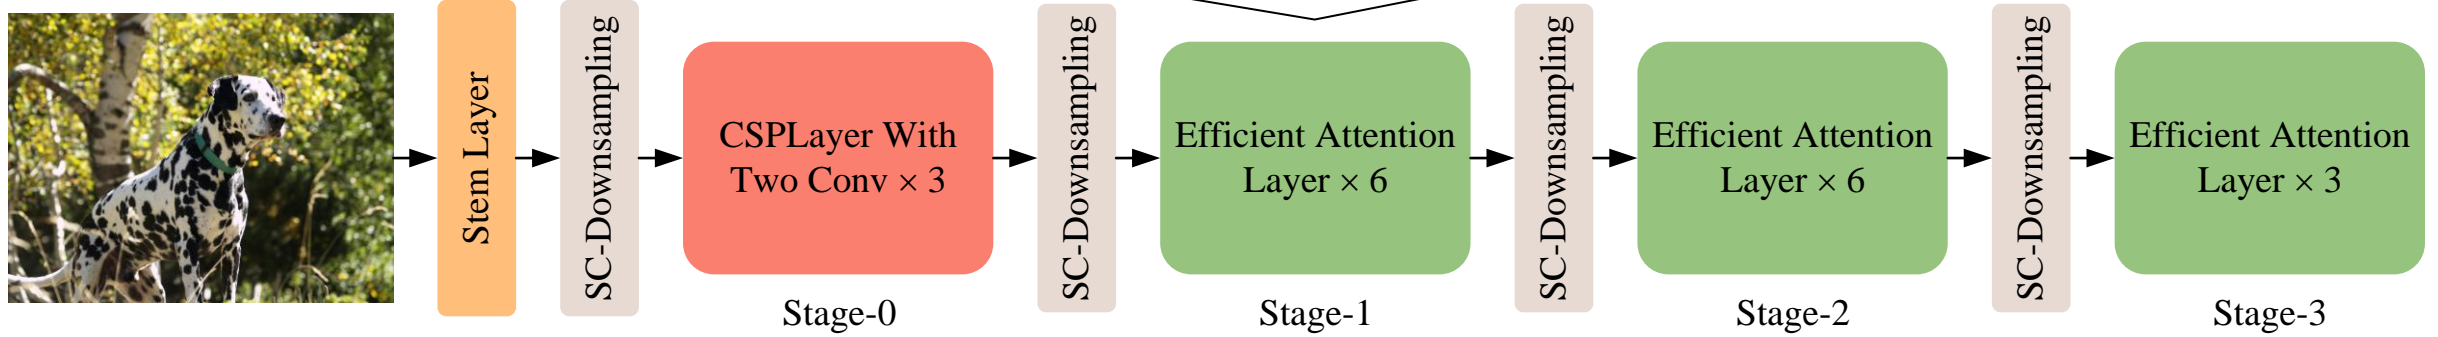 Stem Layer
SC-Downsampling
CSPLayer With
Two Conv × 3
Stage-0
SC-Downsampling
Efficient Attention
Layer × 6
Stage-1
SC-Downsampling
Efficient Attention
Layer × 6
Stage-2
SC-Downsampling
Efficient Attention
Layer × 3
Stage-3